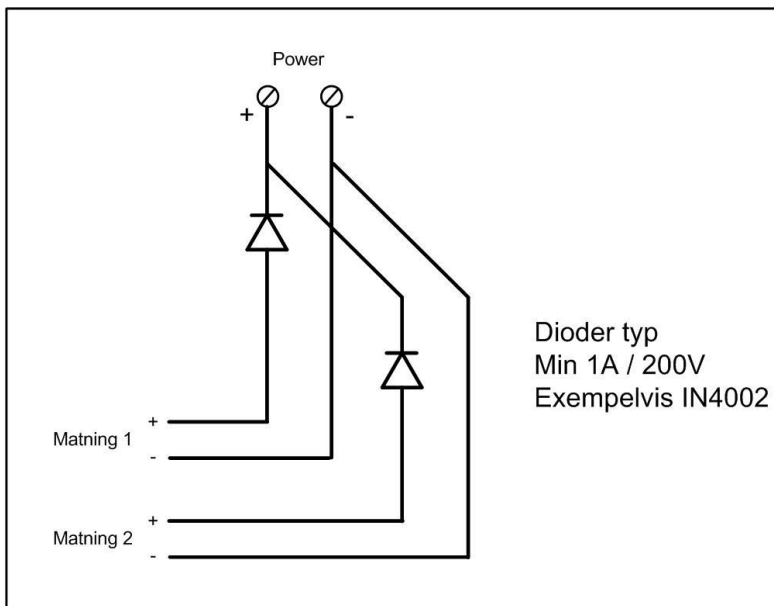 Power
+ -
Dioder typ
Min 1A / 200V
Exempelvis IN4002
+
Matning 1
-
+
Matning 2
-